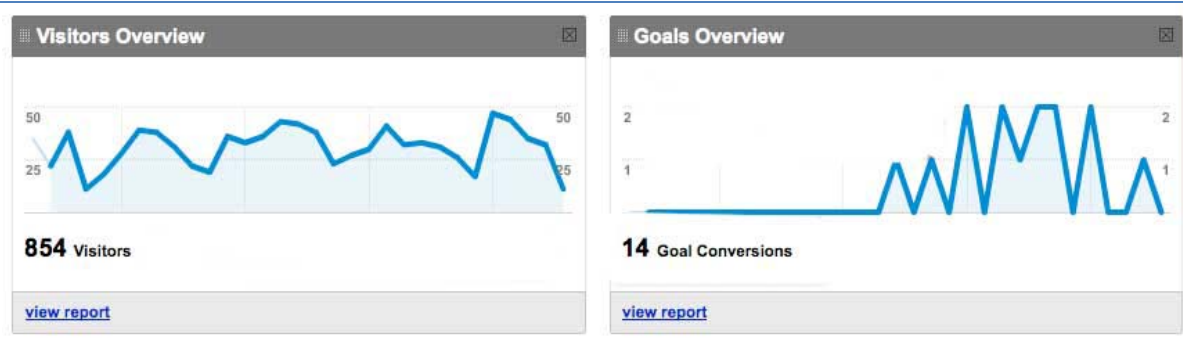 Visitors Overview
50 50
25 25
854 Visitors
view report
Goals Overview
2 2
1 1
14 Goal Conversions
view report